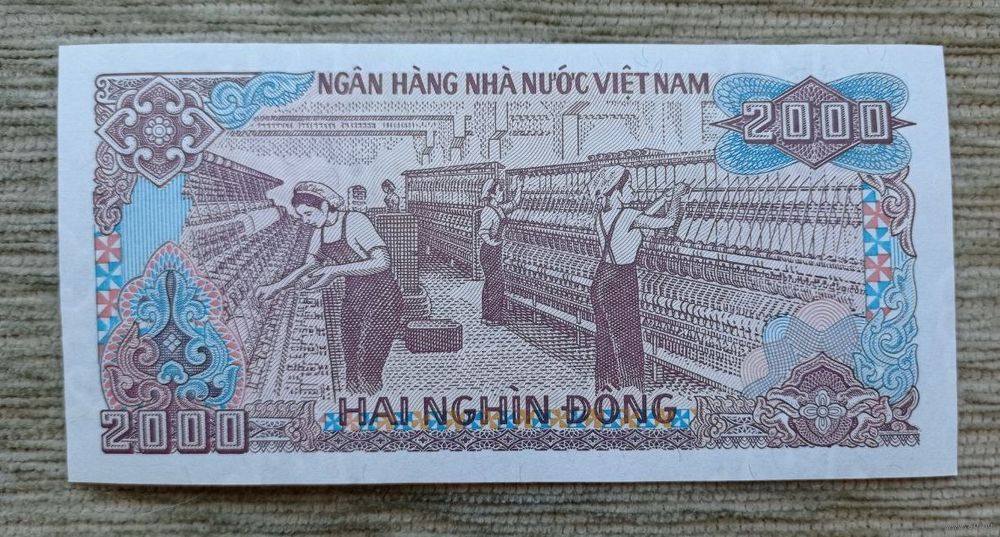 NGÂN HÀNG NHÀ NƯỚC VIỆT NAM
2000
2000
HAI NGHÌN ĐỒNG